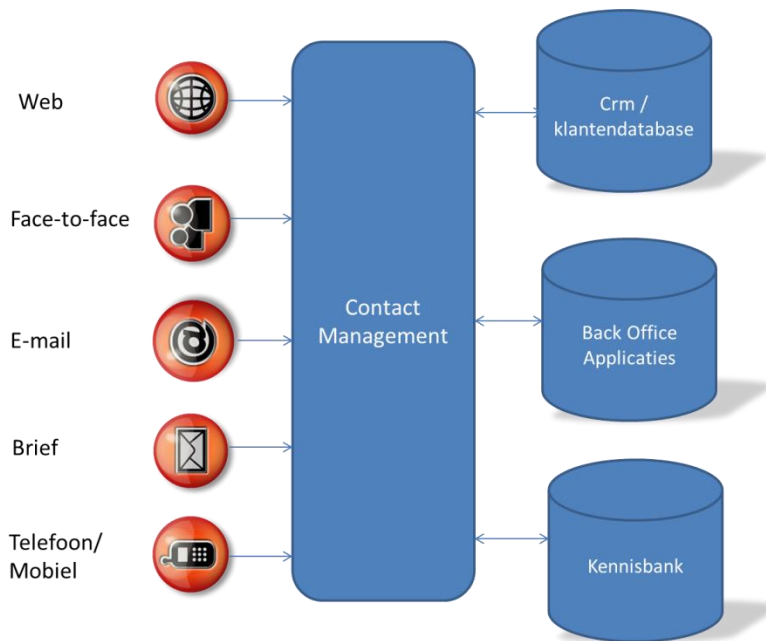 Web
Face-to-face
E-mail
Brief
Telefoon/
Mobiel
Contact
Management
Crm /
klantendatabase
Back Office
Applicaties
Kennisbank